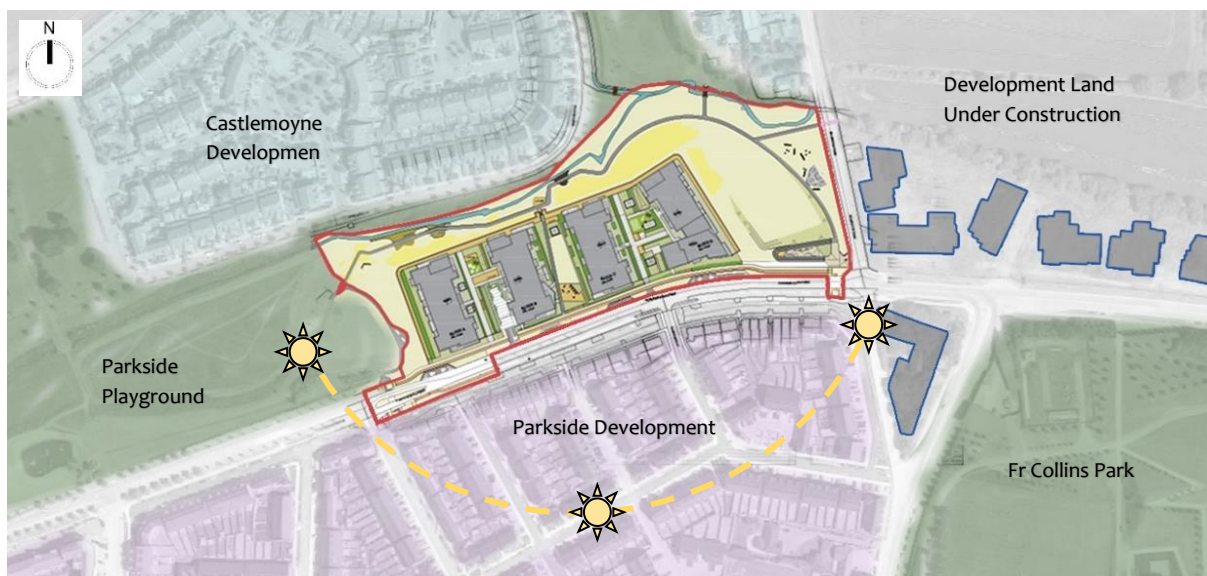 N
Castlemoyne
Developmen
Development Land
Under Construction
Parkside
Playground
Parkside Development
Fr Collins Park